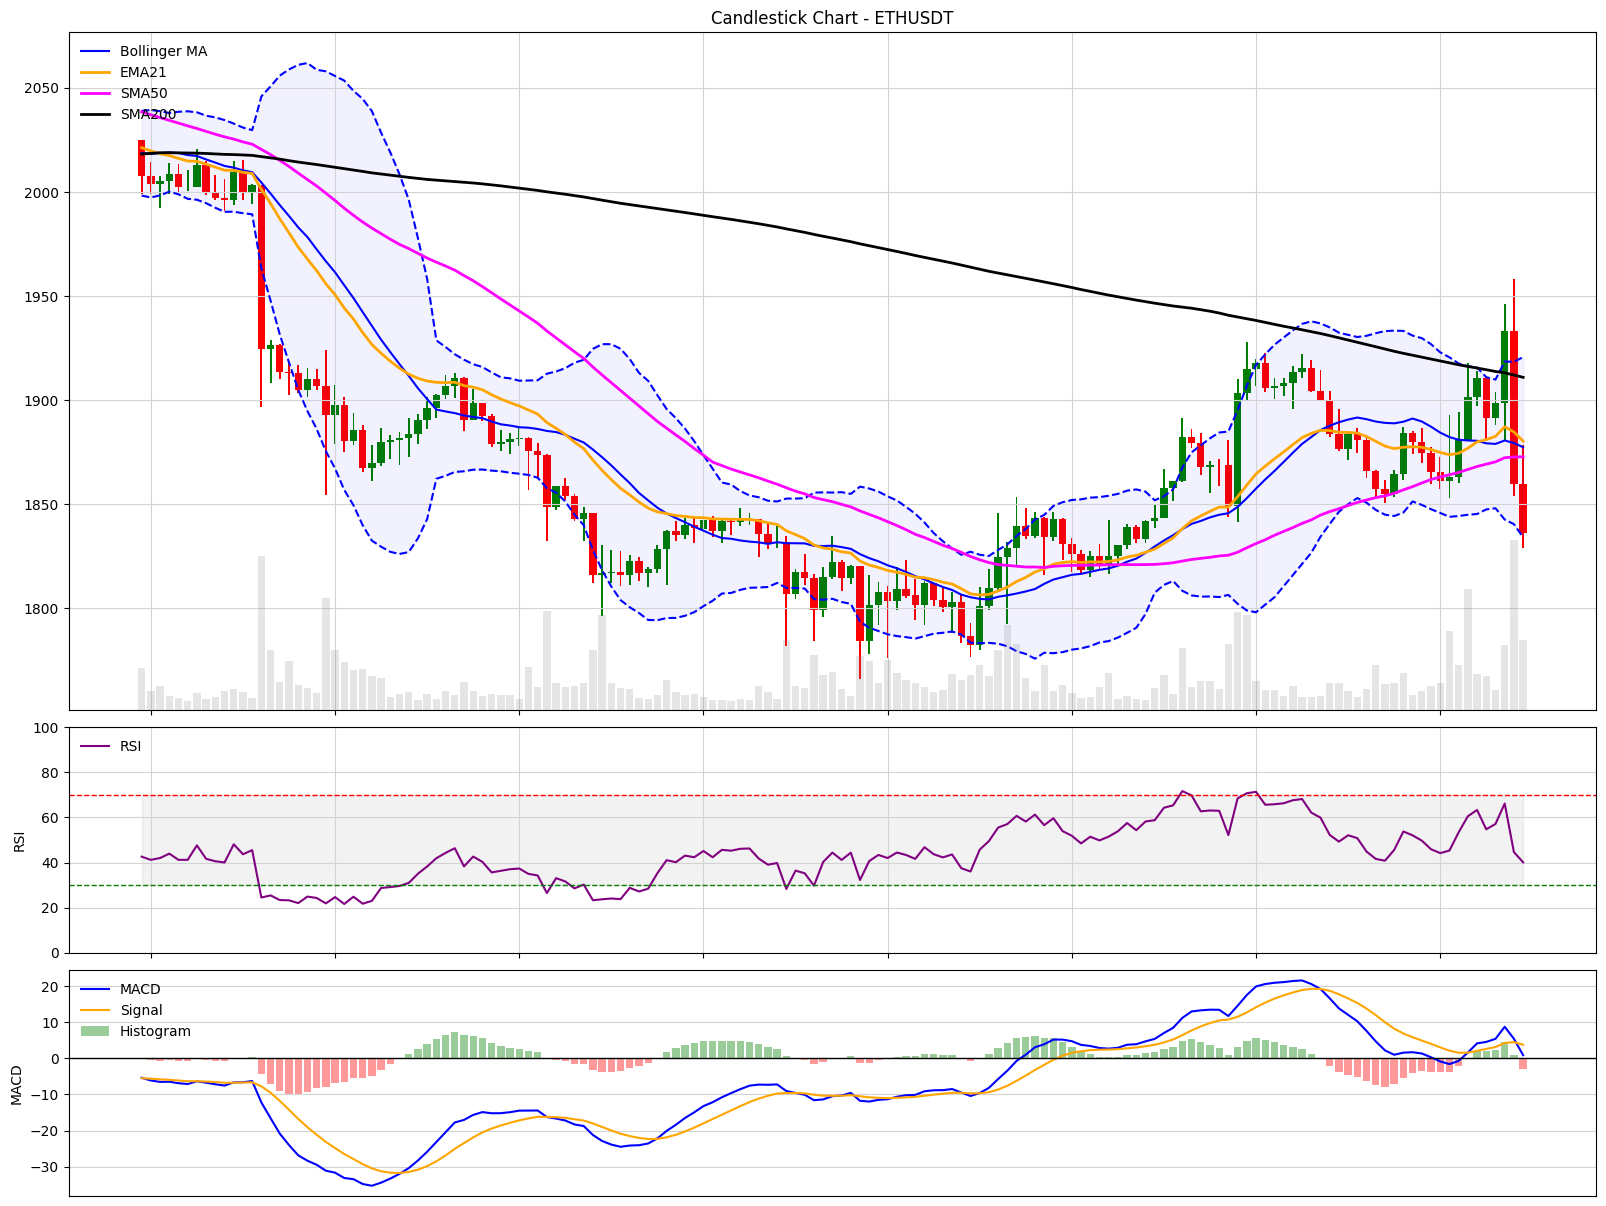 Candlestick Chart - ETHUSDT
Bollinger MA
EMA21
SMA50
SMA200
2050
2000
1950
1900
1850
1800
RSI
100
80
60
40
20
0
RSI
MACD
Signal
Histogram
20
10
0
−10
−20
−30
MACD